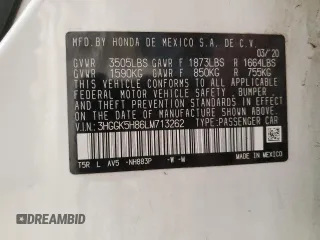 MFD. BY HONDA DE MEXICO S.A. DE C.V.
03/20
GVWR 3505LBS GAWR F 1873LBS R 1664LBS
GVWR 1590KG GAWR F 850KG R 755KG
THIS VEHICLE CONFORMS TO ALL APPLICABLE
FEDERAL MOTOR VEHICLE SAFETY, BUMPER,
AND THEFT PREVENTION STANDARDS IN EFFECT
ON THE DATE OF MANUFACTURE SHOWN ABOVE.
V.I.N.: 3HGGK5H86LM713262 TYPE:PASSENGER CAR
T5R L AV5 -NH883P -W -W
MADE IN MEXICO
DREAMBID
DREAMBID.COM